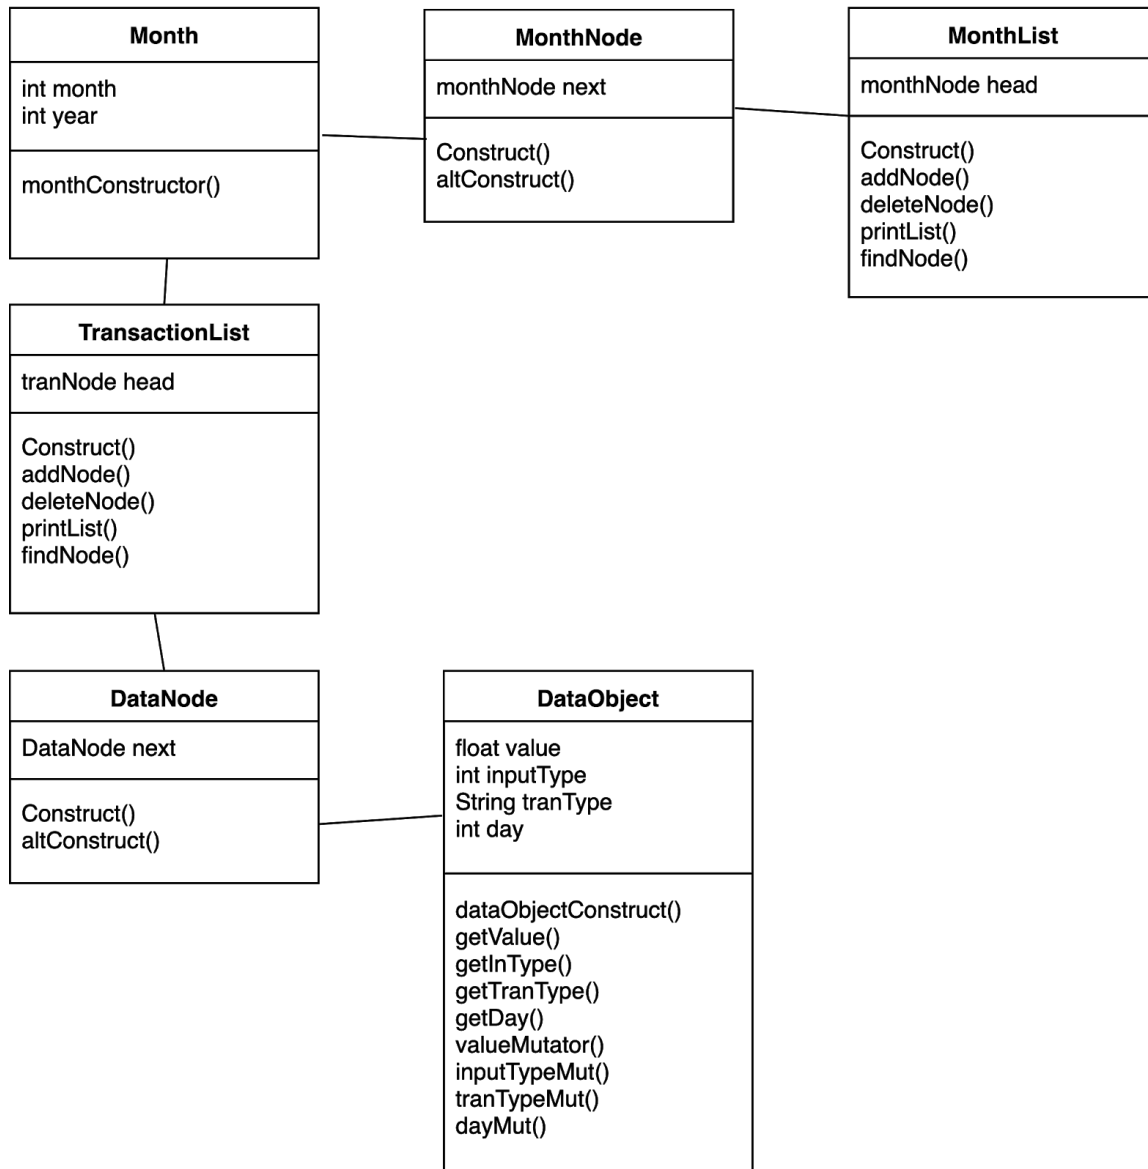 Month
int month
int year
monthConstructor()
MonthNode
monthNode next
Construct()
altConstruct()
MonthList
monthNode head
Construct()
addNode()
deleteNode()
printList()
findNode()
TransactionList
tranNode head
Construct()
addNode()
deleteNode()
printList()
findNode()
DataNode
DataNode next
Construct()
altConstruct()
DataObject
float value
int inputType
String tranType
int day
dataObjectConstruct()
getValue()
getInType()
getTranType()
getDay()
valueMutator()
inputTypeMut()
tranTypeMut()
dayMut()